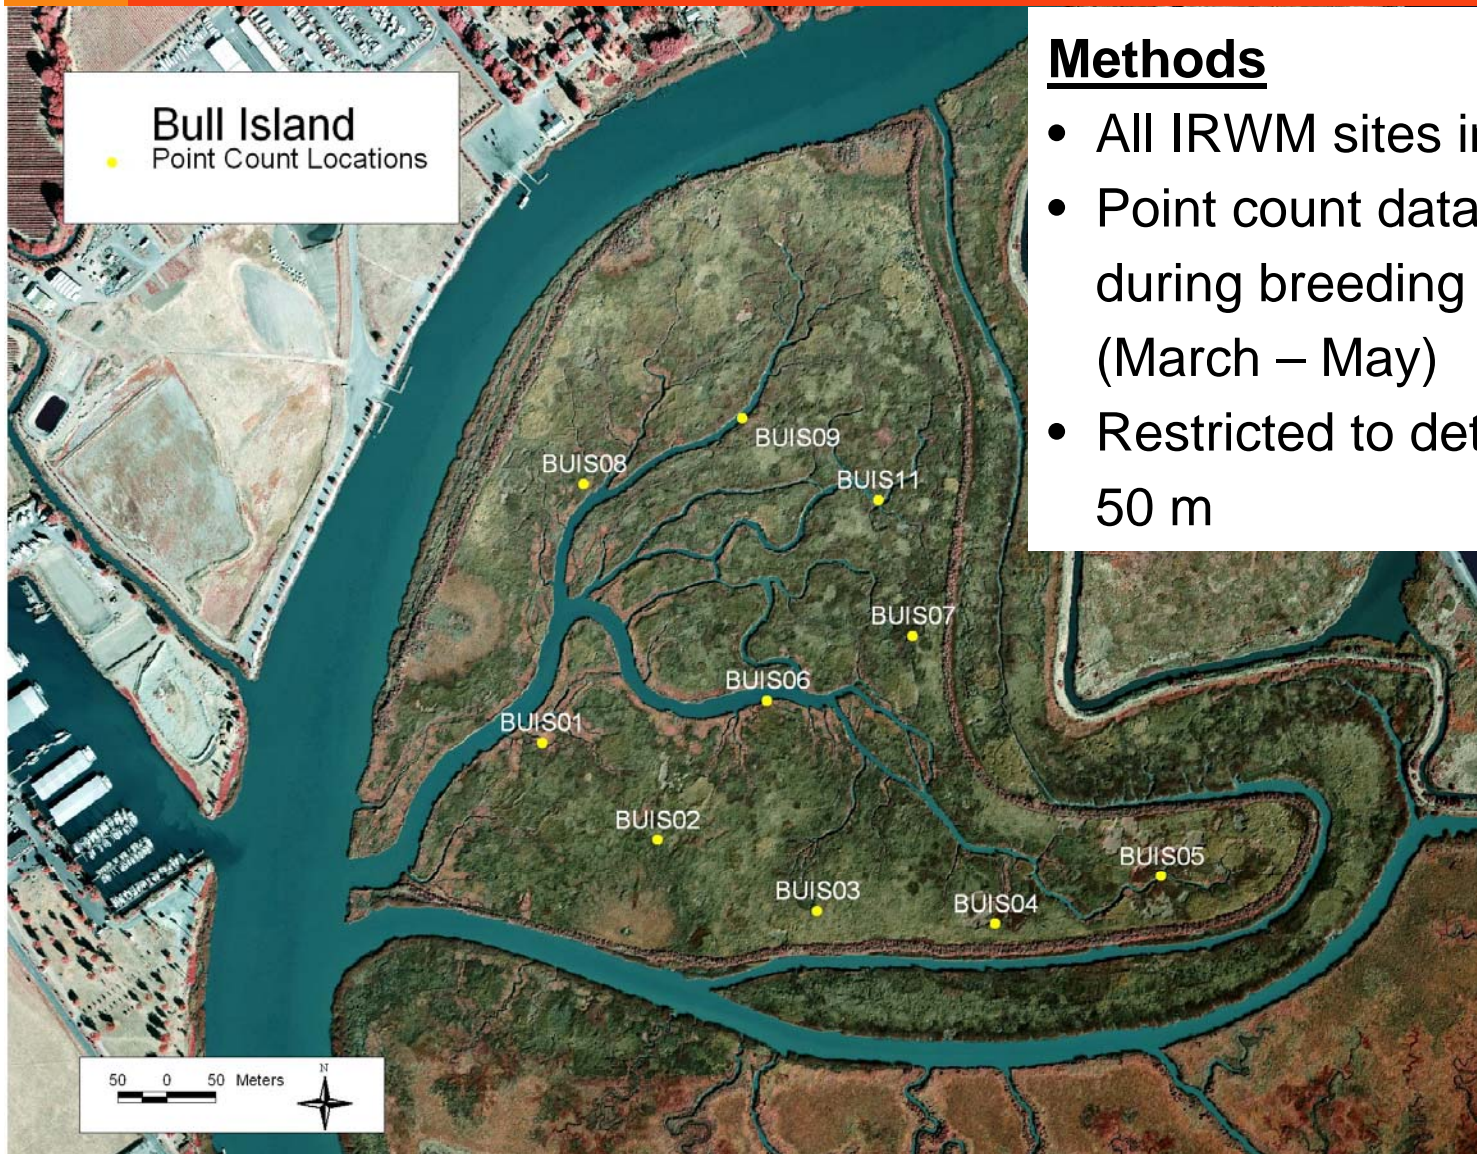 Bull Island
Point Count Locations
Methods
• All IRWM sites
• Point count data
during breeding
(March – May)
• Restricted to
50 m
BUIS09
BUIS08
BUIS11
BUIS07
BUIS06
BUIS01
BUIS02
BUIS05
BUIS03
BUIS04
50 0 50 Meters
N